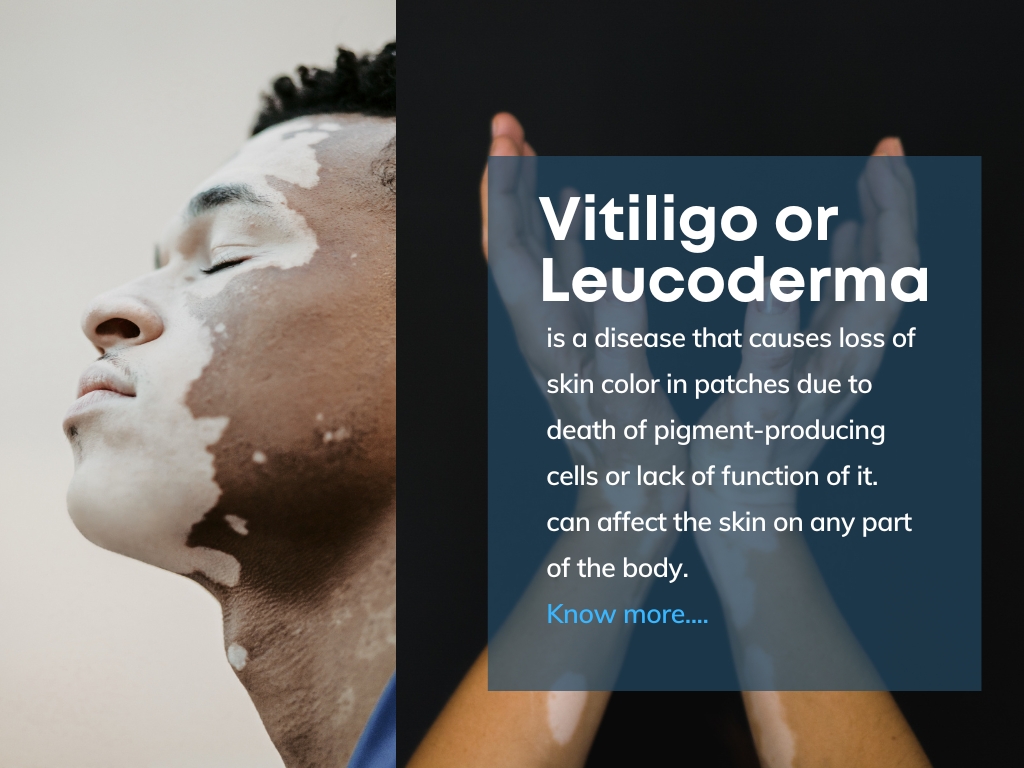 Vitiligo or
Leucoderma
is a disease that causes loss of
skin color in patches due to
death of pigment-producing
cells or lack of function of it.
can affect the skin on any part
of the body.
Know more....